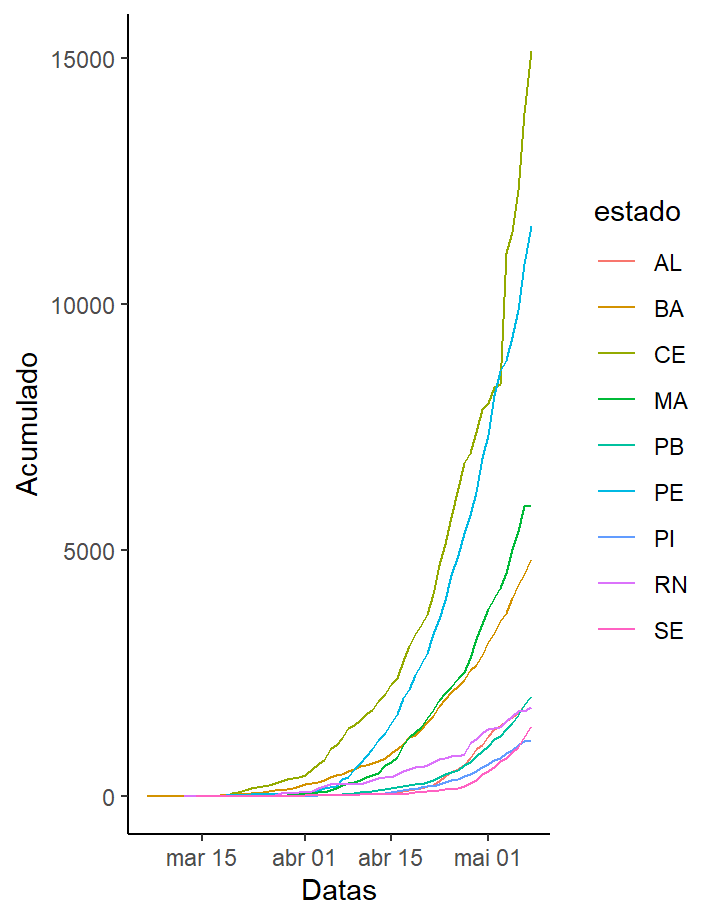 15000
10000
5000
0
Acumulado
mar 15
abr 01
abr 15
mai 01
Datas
estado
AL
BA
CE
MA
PB
PE
PI
RN
SE